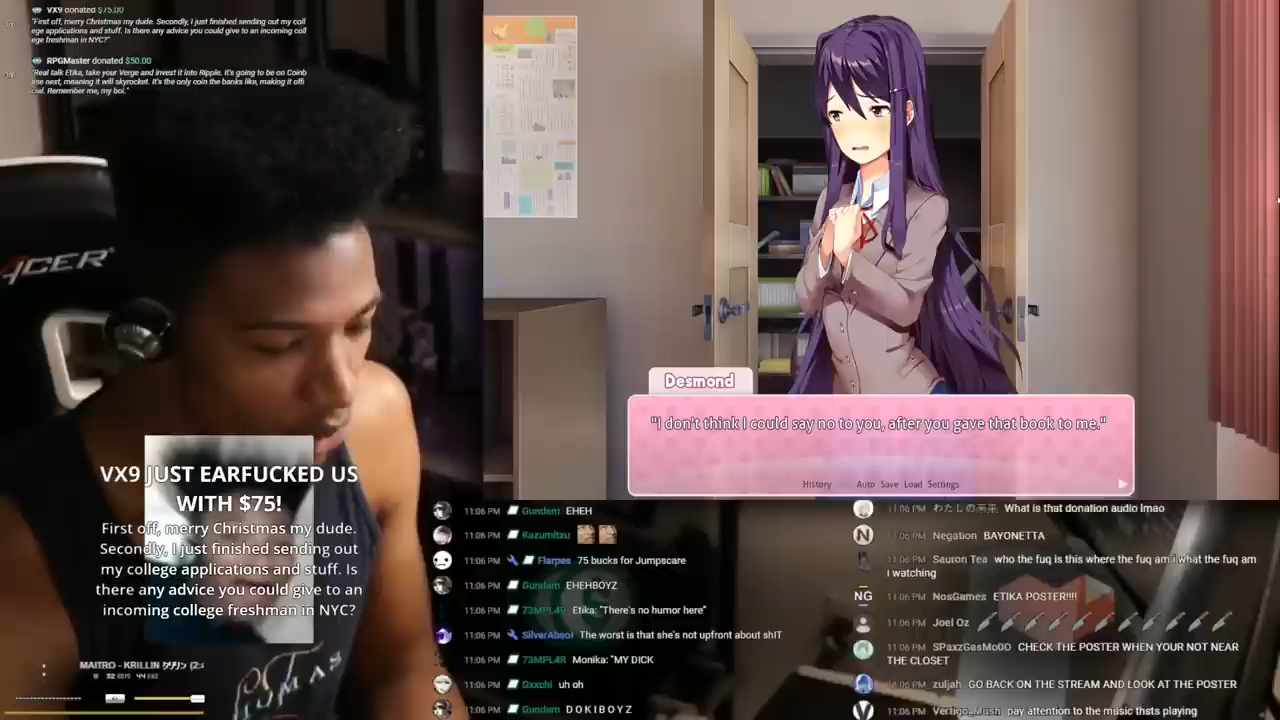 VX9 donated $75.00
"First off, merry Christmas my dude. Secondly, I just finished sending out my coll
ege applications and stuff. Is there any advice you could give to an incoming coll
ege freshman in NYC?"
RPGMaster donated $50.00
"Real talk Etika, take your Verge and invest it into Ripple. It's going to be on Coinb
ase next, meaning it will skyrocket. It's the only coin the banks like, making it offi
cial. Remember me, my boi."
ACER
VX9 JUST EARFUCKED US
WITH $75!
First off, merry Christmas my dude.
Secondly, I just finished sending out
my college applications and stuff. Is
there any advice you could give to an
incoming college freshman in NYC?
MAITRO - KRILLIN クリリン (2:
Desmond
"I don't think I could say no to you, after you gave that book to me."
History Auto Save Load Settings
11:06 PM Gundam EHEH
11:06 PM Kazumitzu
11:06 PM Flarpes 75 bucks for Jumpscare
11:06 PM Gundam EHEHBOYZ
11:06 PM 73MPL4R Etika: "There's no humor here"
11:06 PM SilverAbsol The worst is that she's not upfront about shIT
11:06 PM 73MPL4R Monika: "MY DICK
11:06 PM uh oh
11:06 PM Gundam D O K I B O Y Z
11:06 PM わたしの What is that donation audio lmao
11:06 PM Negation BAYONETTA
11:06 PM Sauron Tea who the fuq is this where the fuq am i what the fuq am
I watching
11:06 PM NosGames ETIKA POSTER!!!!
11:06 PM Joel Oz
11:06 PM SPazzGasMo0O CHECK THE POSTER WHEN YOUR NOT NEAR
THE CLOSET
11:06 PM zuljah GO BACK ON THE STREAM AND LOOK AT THE POSTER
11:06 PM Vertigo_Mush pay attention to the music thats playing